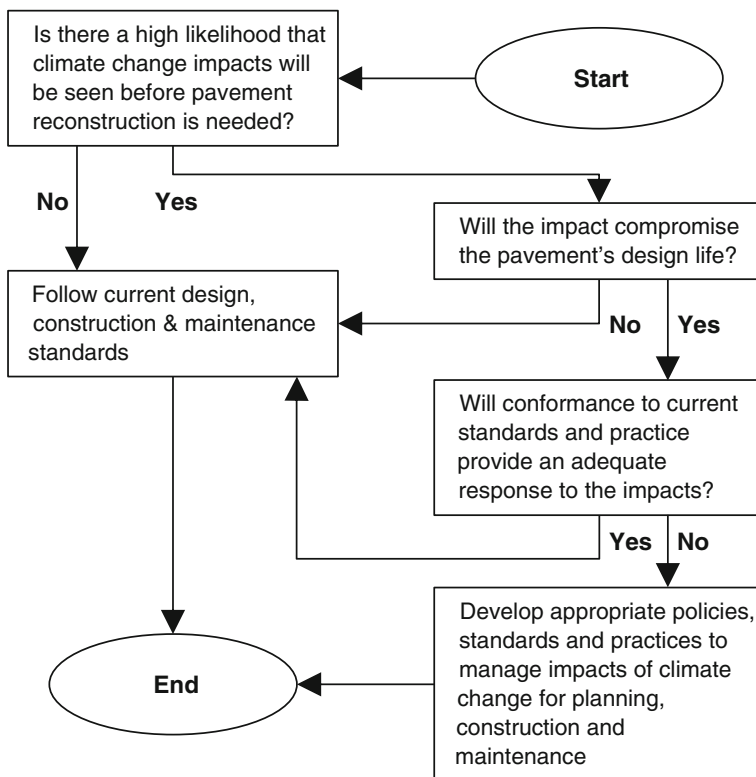 Start
Is there a high likelihood that
climate change impacts will
be seen before pavement
reconstruction is needed?
No
Yes
Will the impact compromise
the pavement's design life?
Follow current design,
construction & maintenance
standards
No
Yes
Will conformance to current
standards and practice
provide an adequate
response to the impacts?
Yes
No
Develop appropriate policies,
standards and practices to
manage impacts of climate
change for planning,
construction and
maintenance
End